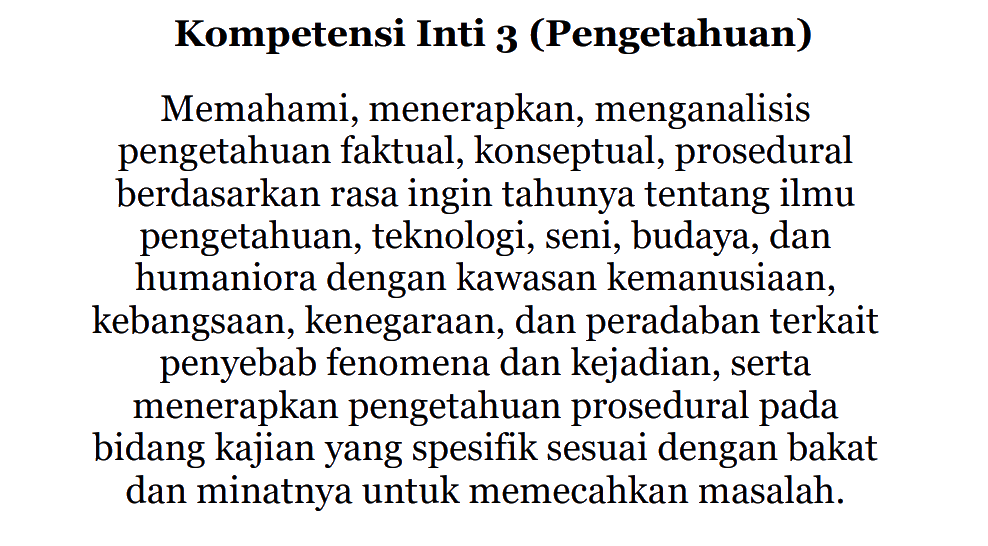 Kompetensi Inti 3 (Pengetahuan)
Memahami, menerapkan, menganalisis
pengetahuan faktual, konseptual, prosedural
berdasarkan rasa ingin tahunya tentang ilmu
pengetahuan, teknologi, seni, budaya, dan
humaniora dengan kawasan kemanusiaan,
kebangsaan, kenegaraan, dan peradaban terkait
penyebab fenomena dan kejadian, serta
menerapkan pengetahuan prosedural pada
bidang kajian yang spesifik sesuai dengan bakat
dan minatnya untuk memecahkan masalah.